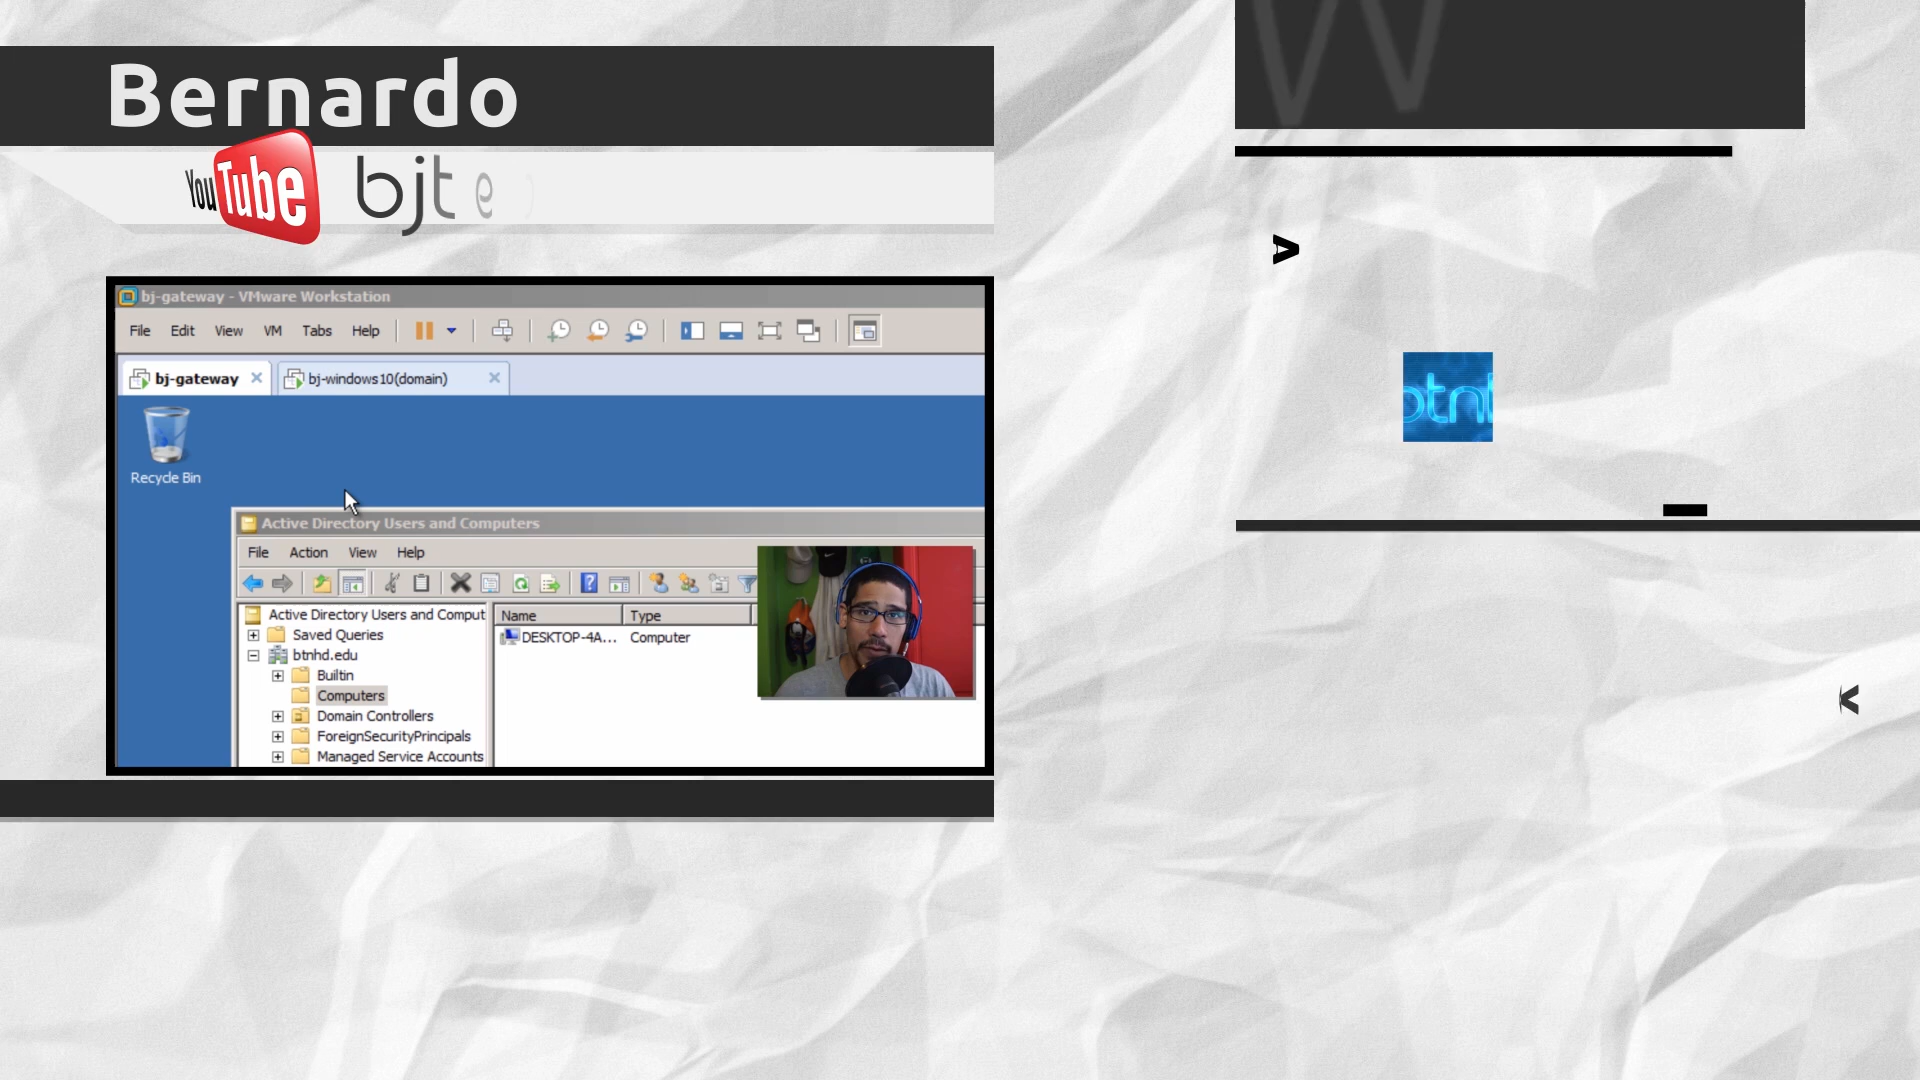 Bernardo
YouTube bjte
W
bj-gateway - VMware Workstation
File Edit View VM Tabs Help
bj-gateway bj-windows10(domain)
Recycle Bin
Active Directory Users and Computers
File Action View Help
Active Directory Users and Comput Name Type
Saved Queries DESKTOP-4A... Computer
btnhd.edu
Builtin
Computers
Domain Controllers
ForeignSecurityPrincipals
Managed Service Accounts
>
btnh
<